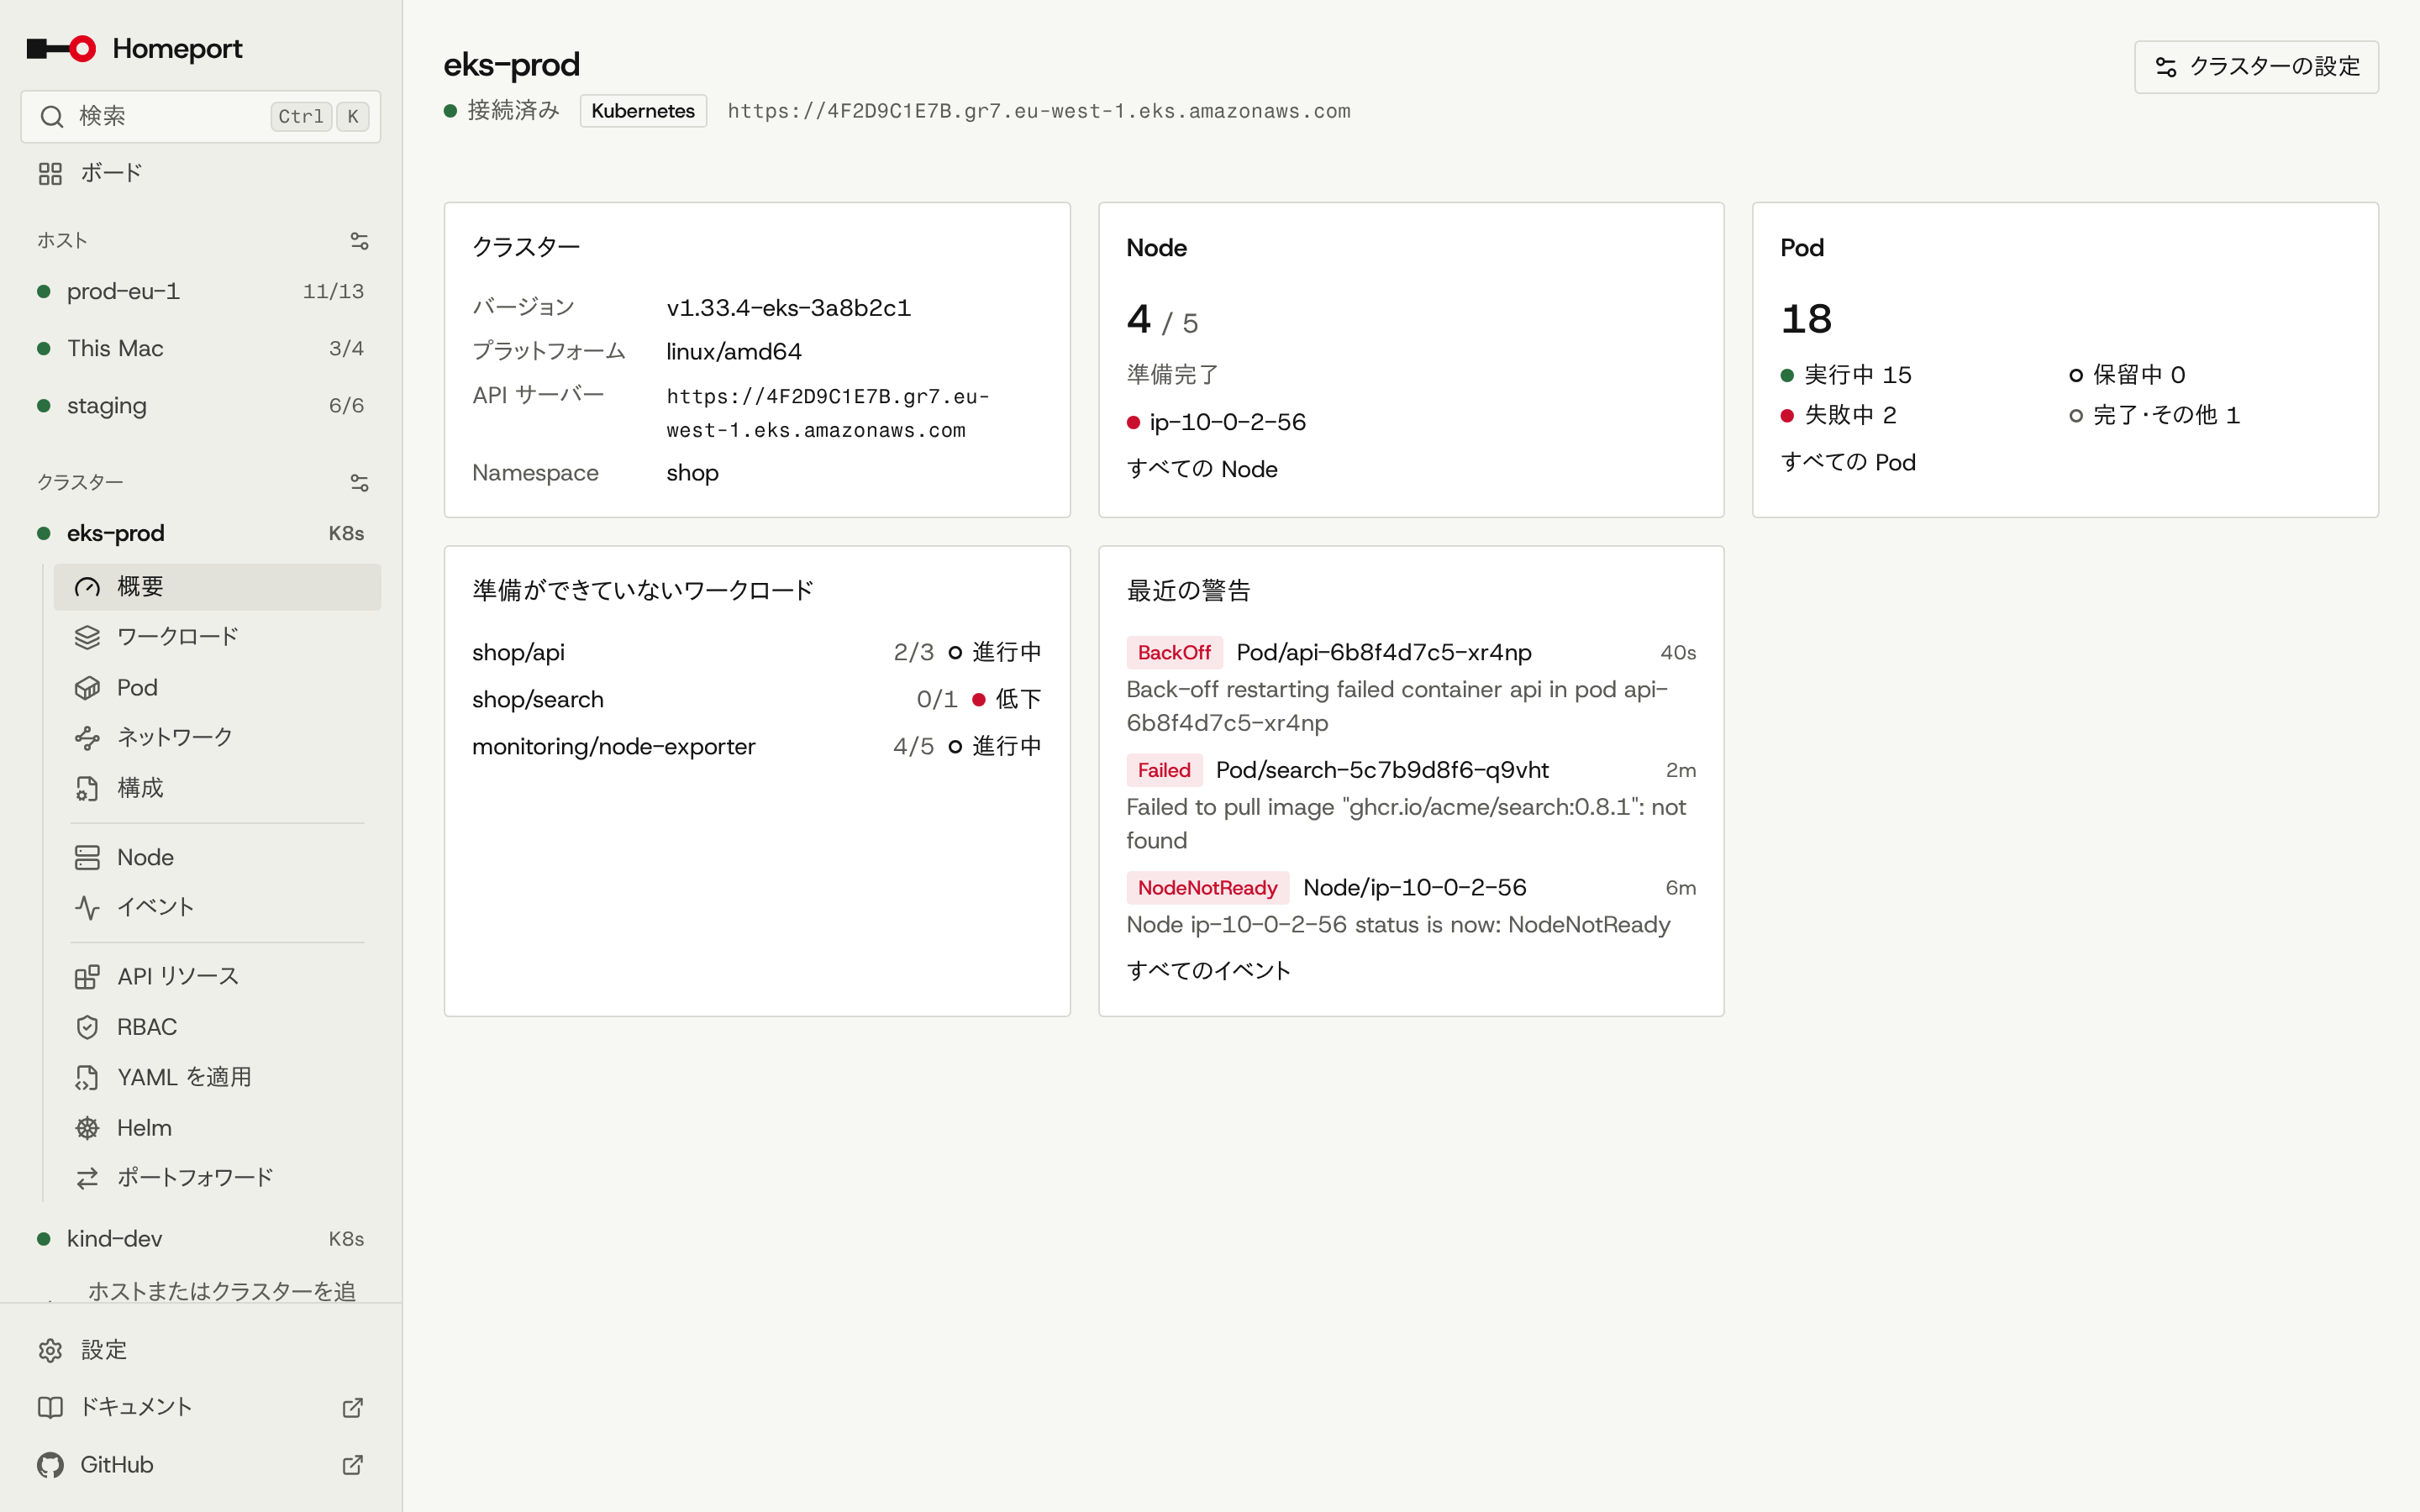 Homeport
検索 Ctrl K
ボード
ホスト
prod-eu-1 11/13
This Mac 3/4
staging 6/6
クラスター
eks-prod K8s
概要
ワークロード
Pod
ネットワーク
構成
Node
イベント
API リソース
RBAC
YAML を適用
Helm
ポートフォワード
kind-dev K8s
ホストまたはクラスターを追
設定
ドキュメント
GitHub
eks-prod
接続済み Kubernetes https://4F2D9C1E7B.gr7.eu-west-1.eks.amazonaws.com
クラスターの設定
クラスター
バージョン v1.33.4-eks-3a8b2c1
プラットフォーム linux/amd64
API サーバー https://4F2D9C1E7B.gr7.eu-
west-1.eks.amazonaws.com
Namespace shop
Node
4 / 5
準備完了
ip-10-0-2-56
すべての Node
Pod
18
実行中 15 保留中 0
失敗中 2 完了·その他 1
すべての Pod
準備ができていないワークロード
shop/api 2/3 進行中
shop/search 0/1 低下
monitoring/node-exporter 4/5 進行中
最近の警告
BackOff Pod/api-6b8f4d7c5-xr4np 40s
Back-off restarting failed container api in pod api-
6b8f4d7c5-xr4np
Failed Pod/search-5c7b9d8f6-q9vht 2m
Failed to pull image "ghcr.io/acme/search:0.8.1": not
found
NodeNotReady Node/ip-10-0-2-56 6m
Node ip-10-0-2-56 status is now: NodeNotReady
すべてのイベント